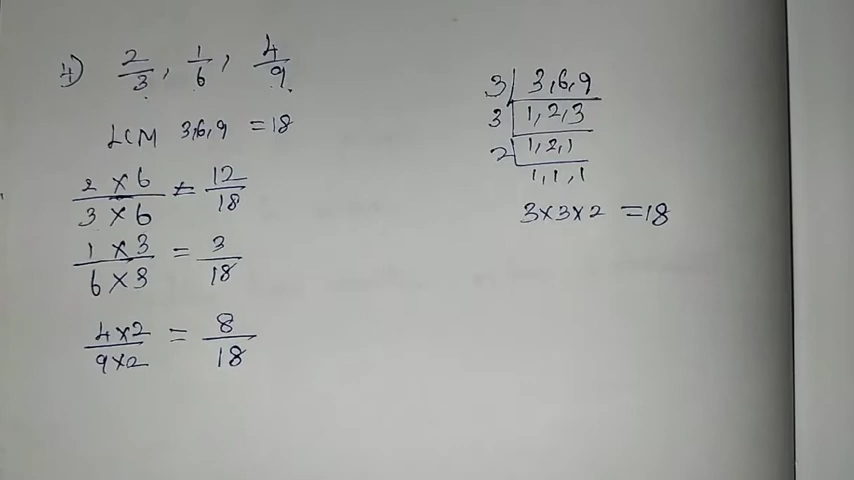 4) 2/3, 1/6, 4/9
LCM 3,6,9 = 18
2 × 6 / 3 × 6 = 12/18
1 × 3 / 6 × 3 = 3/18
4×2 / 9×2 = 8/18
3 | 3,6,9
3 | 1,2,3
2 | 1,2,1
1,1,1
3×3×2 = 18